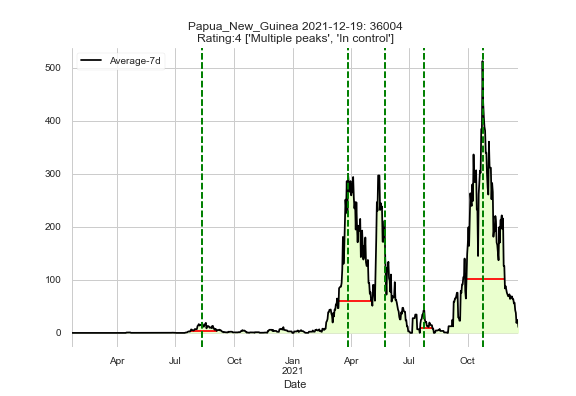 Papua_New_Guinea 2021-12-19: 36004
Rating:4 ['Multiple peaks', 'In control']
Average-7d
500
400
300
200
100
0
Apr Jul Oct Jan Apr Jul Oct
2021
Date